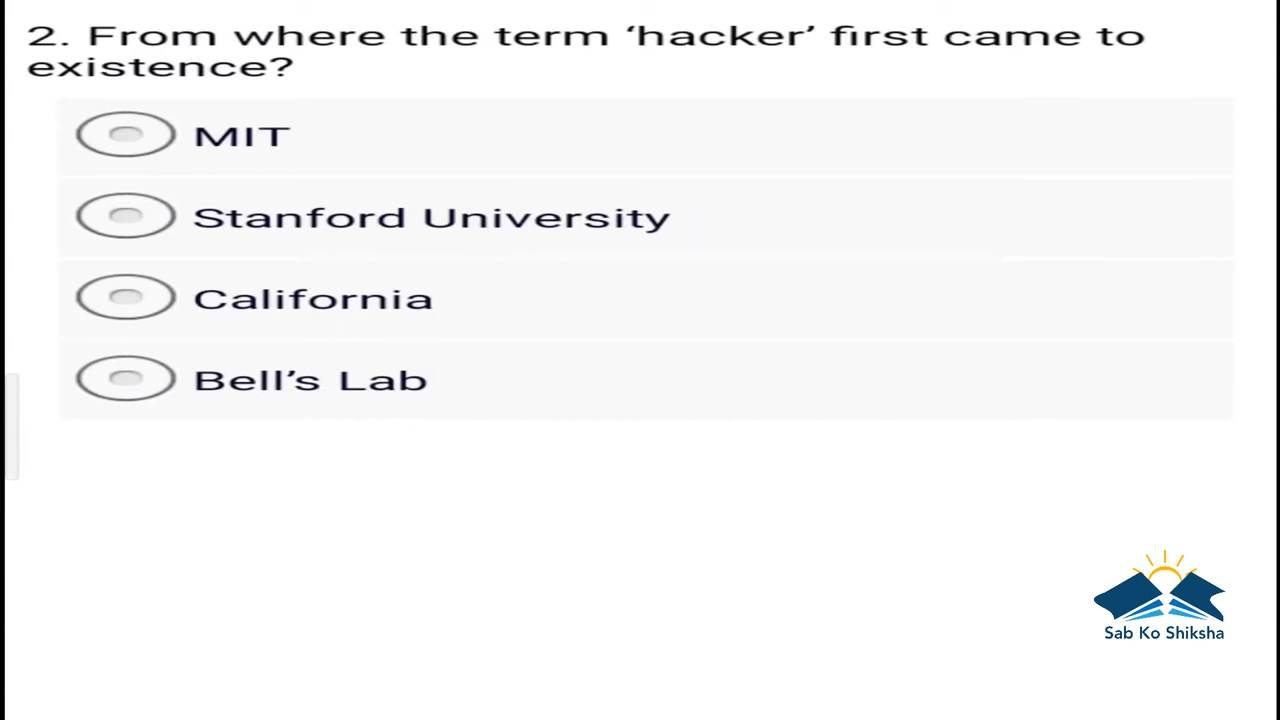 2. From where the term ‘hacker’ first came to
existence?
MIT
Stanford University
California
Bell’s Lab
Sab Ko Shiksha